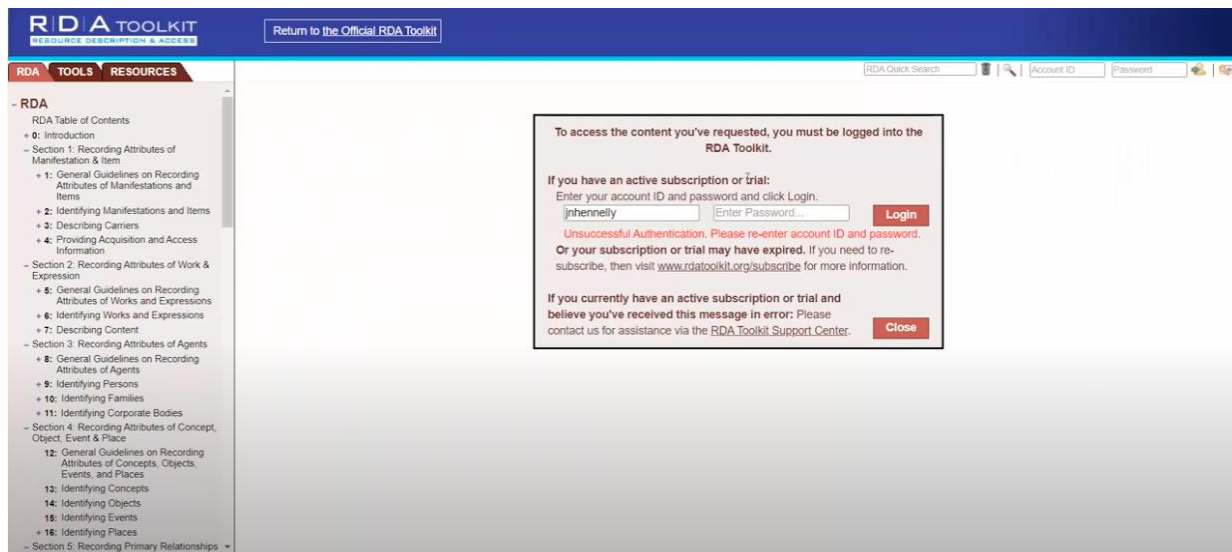 RDA TOOLKIT
RESOURCE DESCRIPTION & ACCESS
Return to the Official RDA Toolkit
RDA TOOLS RESOURCES
RDA Quick Search
Account ID
Password
- RDA
RDA Table of Contents
+ 0: Introduction
- Section 1: Recording Attributes of
Manifestation & Item
+ 1: General Guidelines on Recording
Attributes of Manifestations and
Items
+ 2: Identifying Manifestations and Items
+ 3: Describing Carriers
+ 4: Providing Acquisition and Access
Information
- Section 2: Recording Attributes of Work &
Expression
+ 5: General Guidelines on Recording
Attributes of Works and Expressions
+ 6: Identifying Works and Expressions
+ 7: Describing Content
- Section 3: Recording Attributes of Agents
+ 8: General Guidelines on Recording
Attributes of Agents
+ 9: Identifying Persons
+ 10: Identifying Families
+ 11: Identifying Corporate Bodies
- Section 4: Recording Attributes of Concept,
Object, Event & Place
12: General Guidelines on Recording
Attributes of Concepts, Objects,
Events, and Places
13: Identifying Concepts
14: Identifying Objects
15: Identifying Events
+ 16: Identifying Places
- Section 5: Recording Primary Relationships
To access the content you've requested, you must be logged into the
RDA Toolkit.
If you have an active subscription or trial:
Enter your account ID and password and click Login.
jnhennelly
Enter Password...
Login
Unsuccessful Authentication. Please re-enter account ID and password.
Or your subscription or trial may have expired. If you need to re-
subscribe, then visit www.rdatoolkit.org/subscribe for more information.
If you currently have an active subscription or trial and
believe you've received this message in error: Please
contact us for assistance via the RDA Toolkit Support Center.
Close